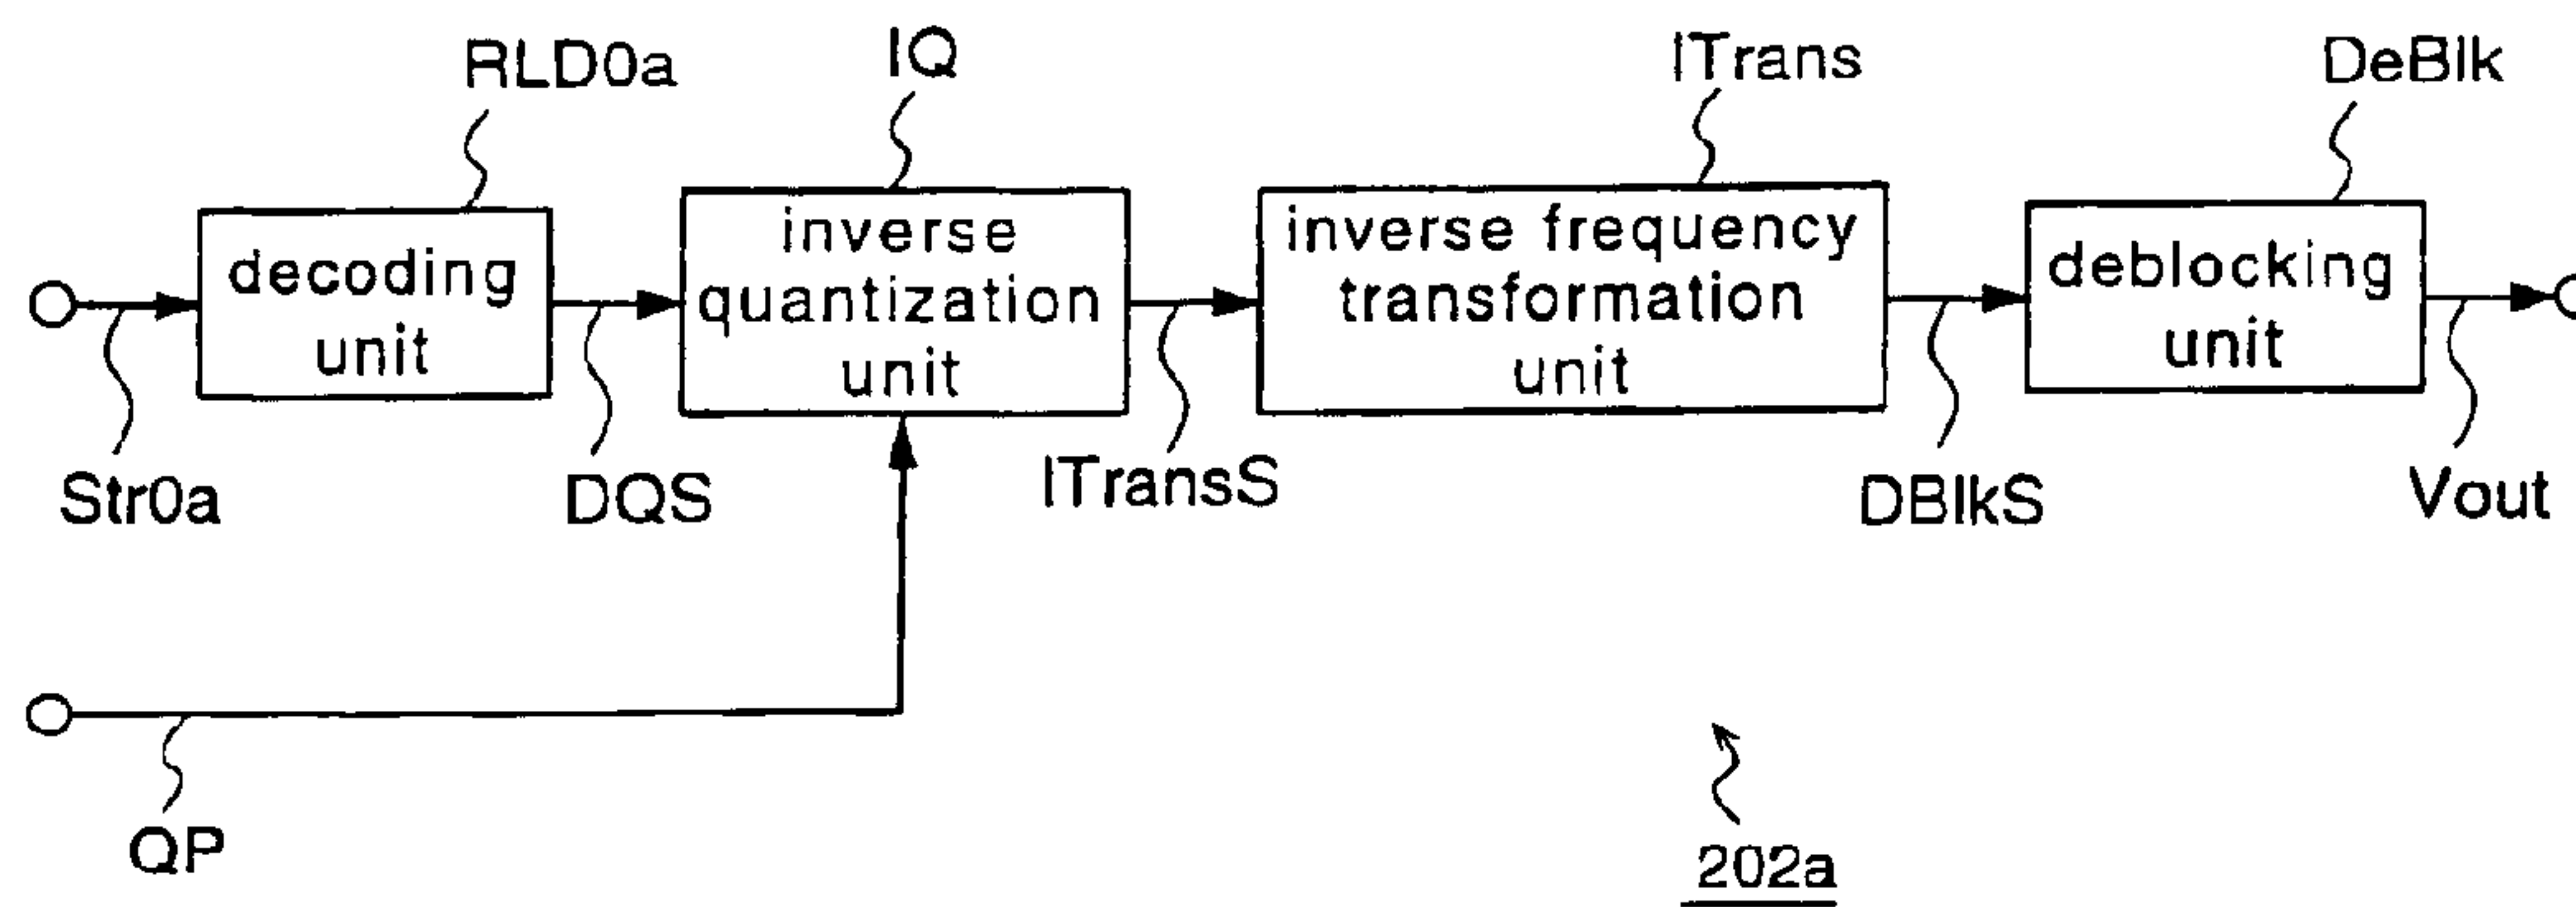 RLD0a
IQ
ITrans
DeBlk
decoding
unit
inverse
quantization
unit
inverse frequency
transformation
unit
deblocking
unit
Str0a
DQS
ITransS
DBlkS
Vout
QP
202a